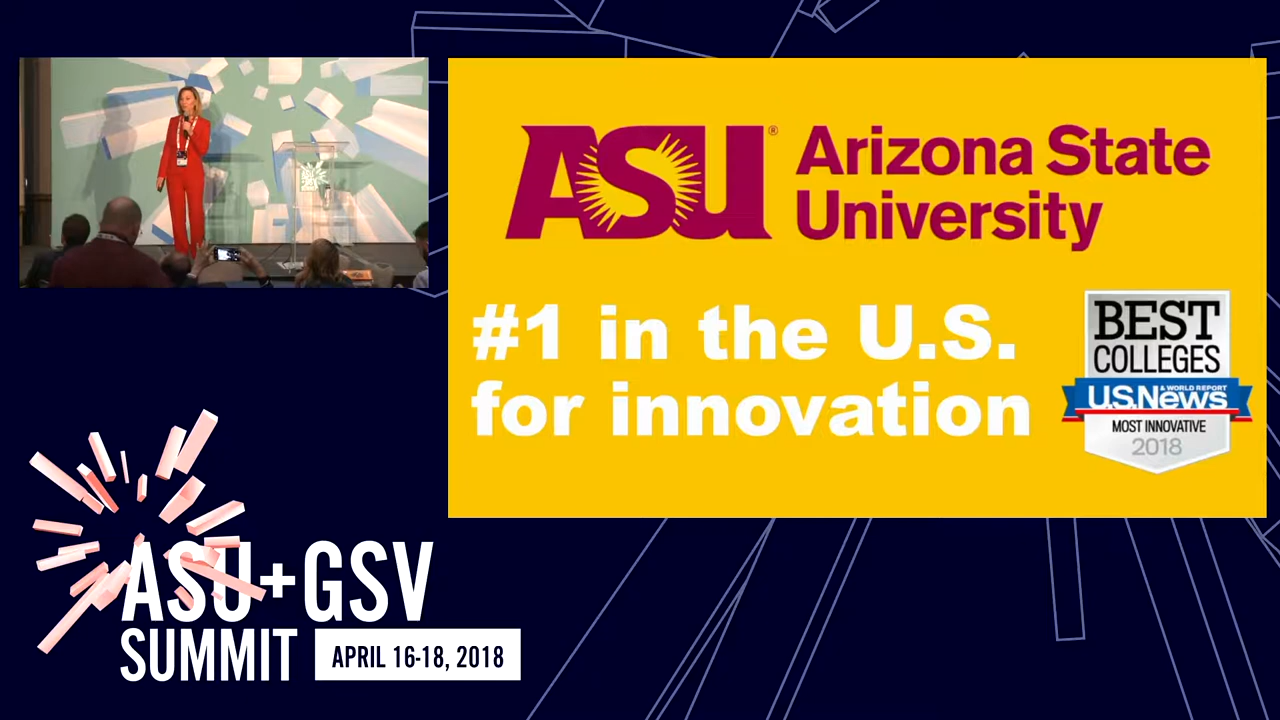 ASU® Arizona State
University
#1 in the U.S.
for innovation
BEST
COLLEGES
U.S.News & WORLD REPORT
MOST INNOVATIVE
2018
ASU+GSV
SUMMIT APRIL 16-18, 2018